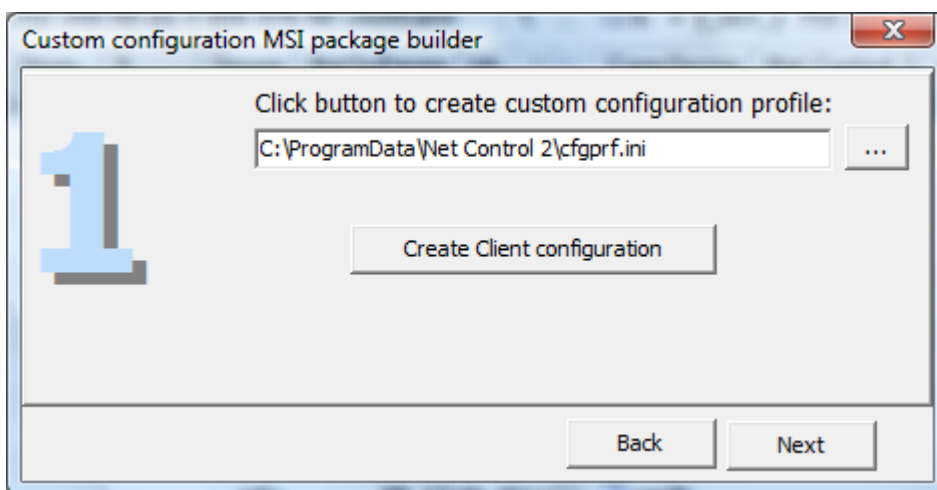 Custom configuration MSI package builder
Click button to create custom configuration profile:
C:\ProgramData\Net Control 2\cfgprf.ini
...
1
Create Client configuration
Back
Next